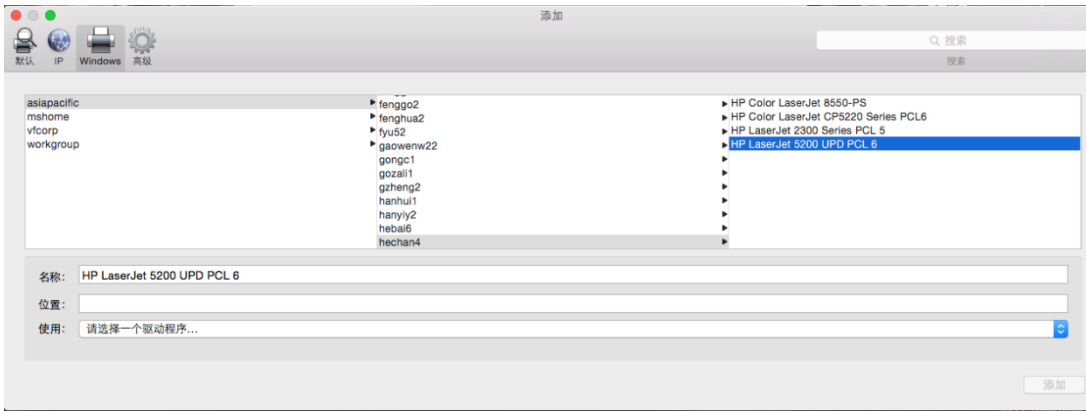 添加
默认 IP Windows 高级
搜索
搜索
asiapacific
mshome
vfcorp
workgroup
fenggo2
fenghua2
fyu52
gaowenw22
gongc1
gozali1
gzheng2
hanhui1
hanyiy2
hebai6
hechan4
HP Color LaserJet 8550-PS
HP Color LaserJet CP5220 Series PCL6
HP LaserJet 2300 Series PCL 5
HP LaserJet 5200 UPD PCL 6
名称: HP LaserJet 5200 UPD PCL 6
位置:
使用: 请选择一个驱动程序...
添加